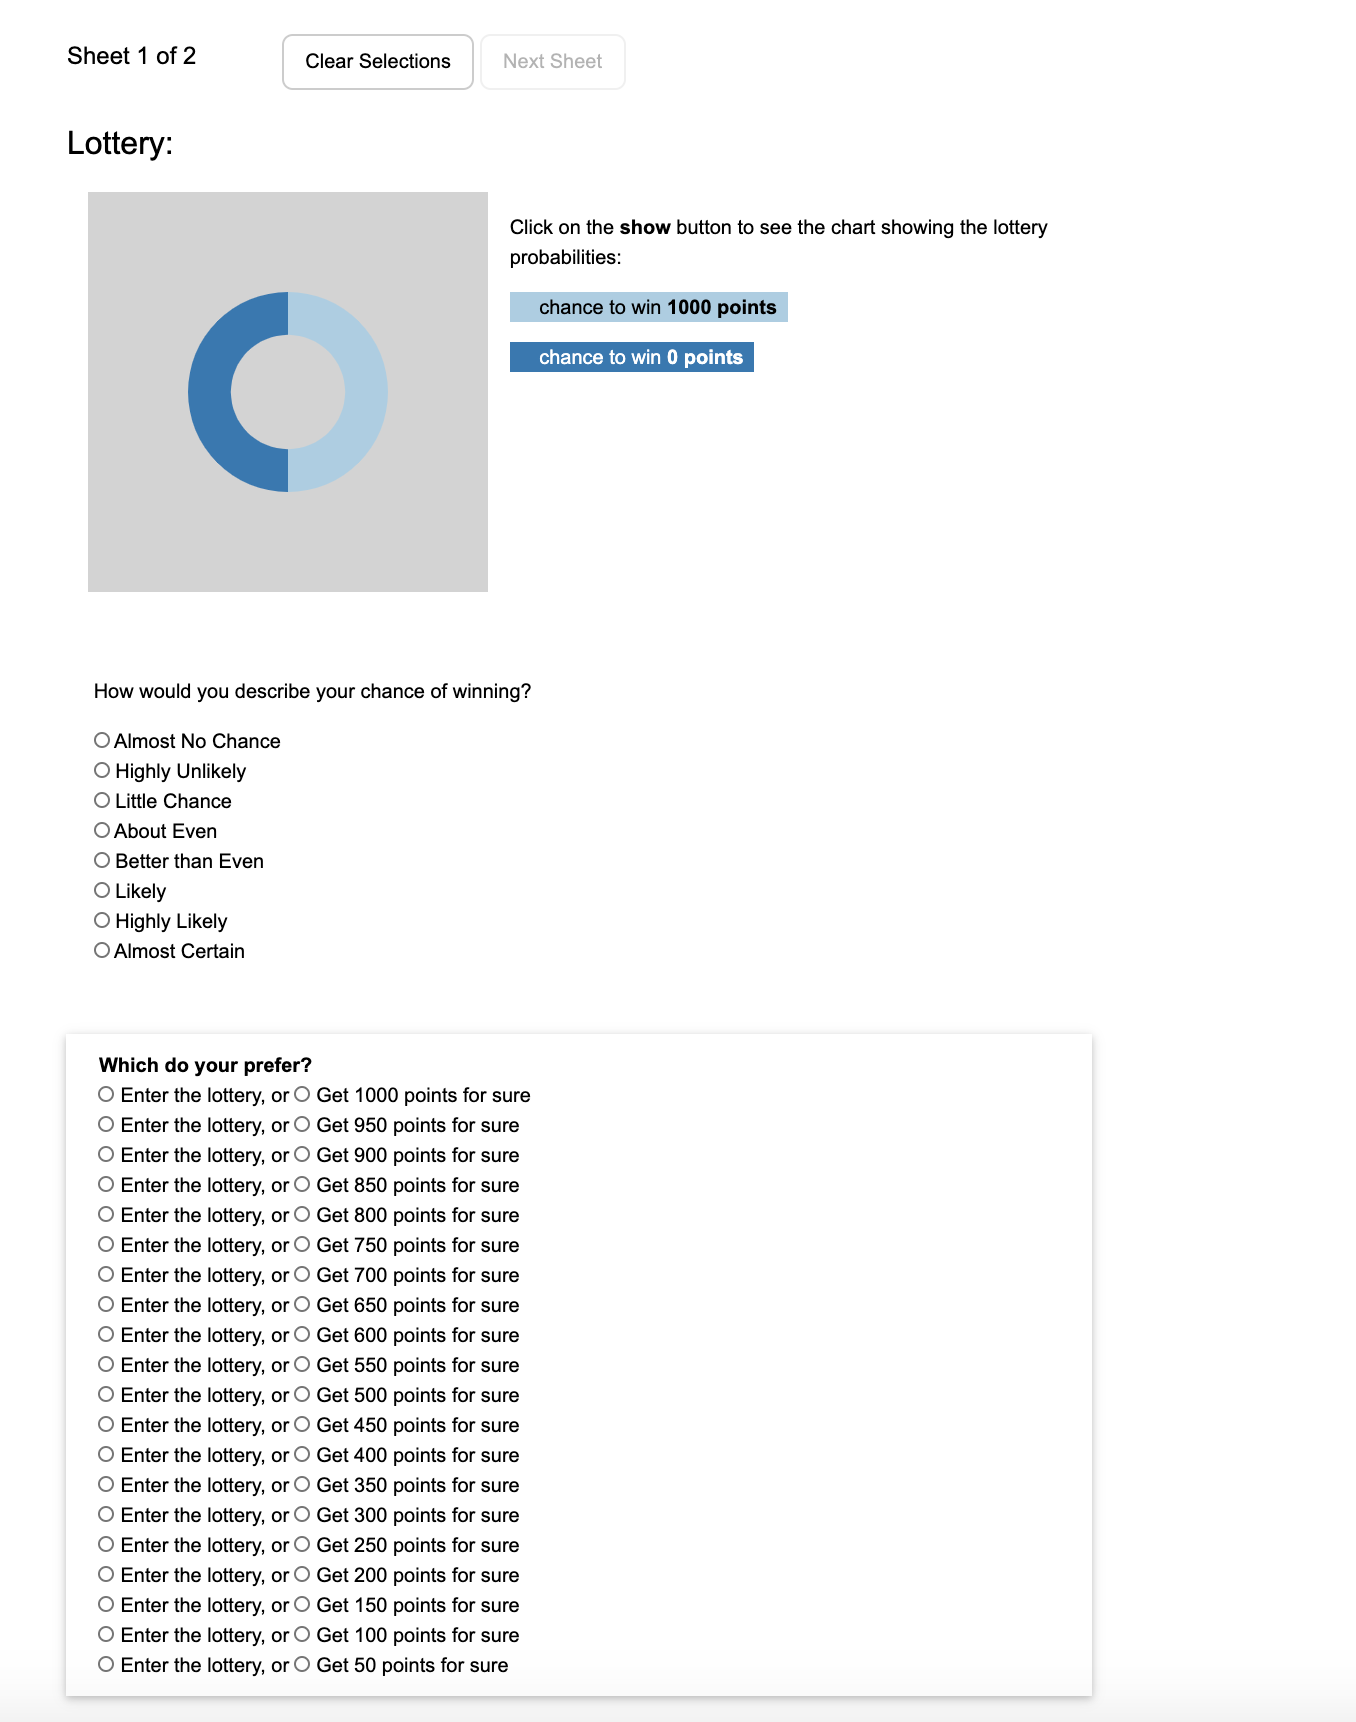 Sheet 1 of 2
Clear Selections
Next Sheet
Lottery:
Click on the show button to see the chart showing the lottery
probabilities:
chance to win 1000 points
chance to win 0 points
How would you describe your chance of winning?
Almost No Chance
Highly Unlikely
Little Chance
About Even
Better than Even
Likely
Highly Likely
Almost Certain
Which do your prefer?
Enter the lottery, or Get 1000 points for sure
Enter the lottery, or Get 950 points for sure
Enter the lottery, or Get 900 points for sure
Enter the lottery, or Get 850 points for sure
Enter the lottery, or Get 800 points for sure
Enter the lottery, or Get 750 points for sure
Enter the lottery, or Get 700 points for sure
Enter the lottery, or Get 650 points for sure
Enter the lottery, or Get 600 points for sure
Enter the lottery, or Get 550 points for sure
Enter the lottery, or Get 500 points for sure
Enter the lottery, or Get 450 points for sure
Enter the lottery, or Get 400 points for sure
Enter the lottery, or Get 350 points for sure
Enter the lottery, or Get 300 points for sure
Enter the lottery, or Get 250 points for sure
Enter the lottery, or Get 200 points for sure
Enter the lottery, or Get 150 points for sure
Enter the lottery, or Get 100 points for sure
Enter the lottery, or Get 50 points for sure